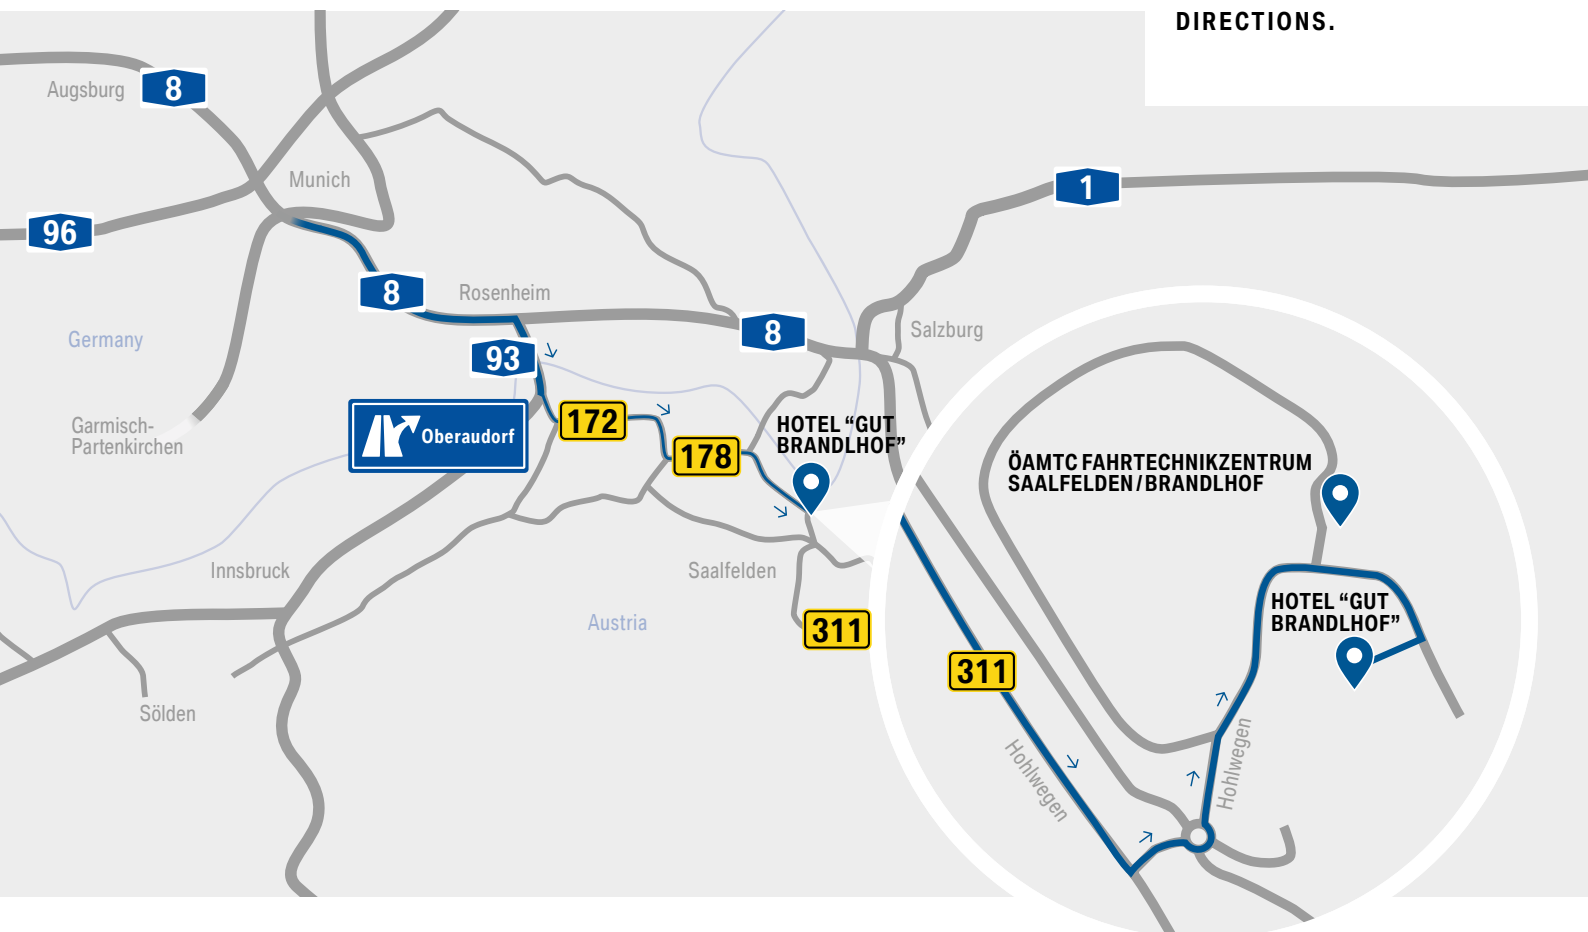 DIRECTIONS.
Augsburg
8
Munich
1
96
8
Rosenheim
Germany
8
Salzburg
93
Garmisch-
Partenkirchen
Oberaudorf
172
178
HOTEL “GUT
BRANDLHOF”
ÖAMTC FAHRTECHNIKZENTRUM
SAALFELDEN / BRANDLHOF
Innsbruck
Saalfelden
Austria
311
HOTEL “GUT
BRANDLHOF”
311
Sölden
Hohlwegen
Hohlwegen